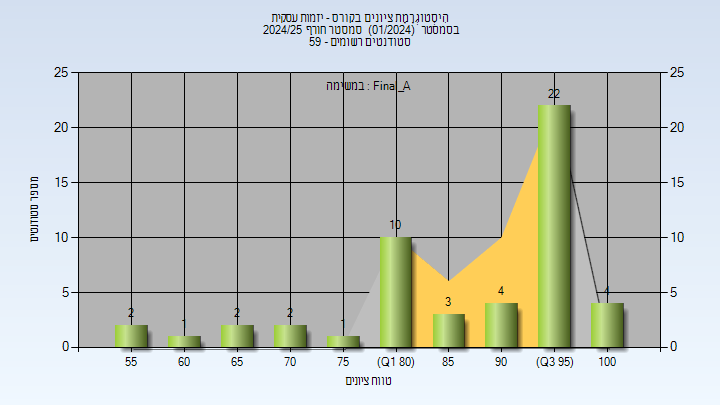 היסטוגרמת ציונים בקורס - יזמות עסקית
בסמסטר (01/2024) סמסטר חורף 2024/25
סטודנטים רשומים - 59
במשימה : Final_A
25 25
20 20
15 15
10 10
5 5
0 0
מספר סטודנטים
2 1 2 2 1 10 3 4 22 4
55 60 65 70 75 (Q1 80) 85 90 (Q3 95) 100
טווח ציונים